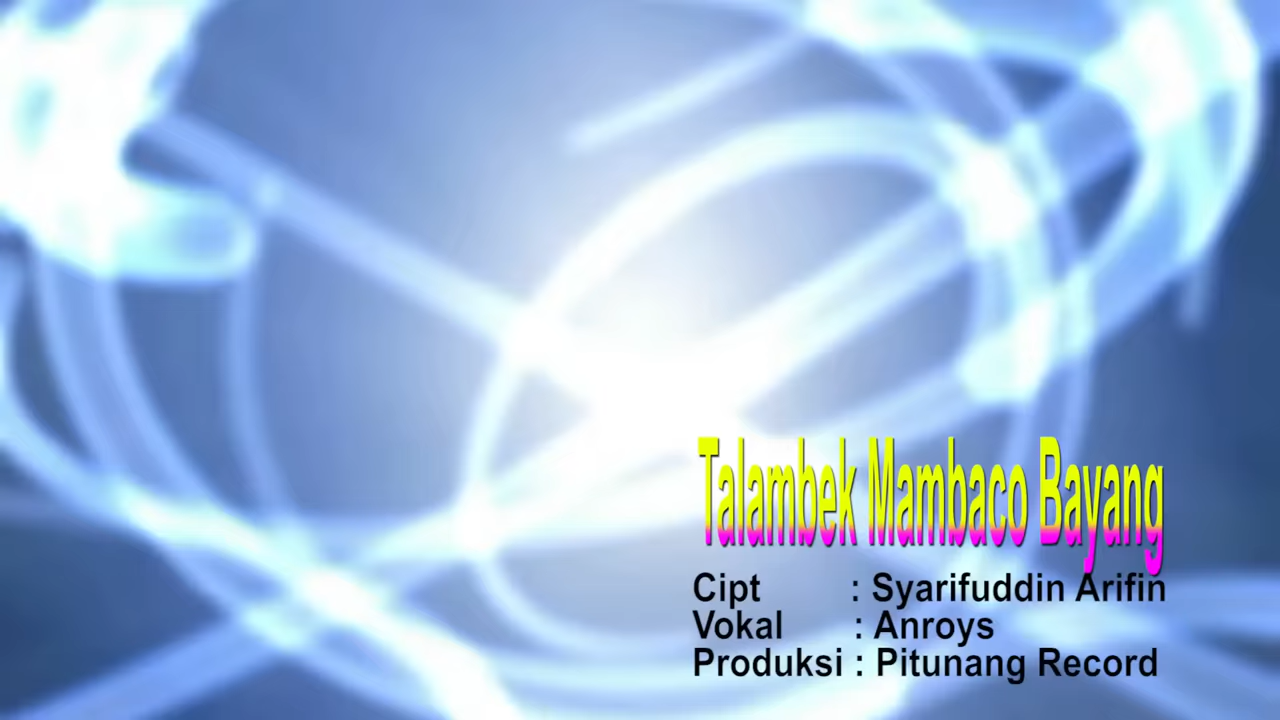 Talambek Mambaco Bayang
Cipt : Syarifuddin Arifin
Vokal : Anroys
Produksi : Pitunang Record